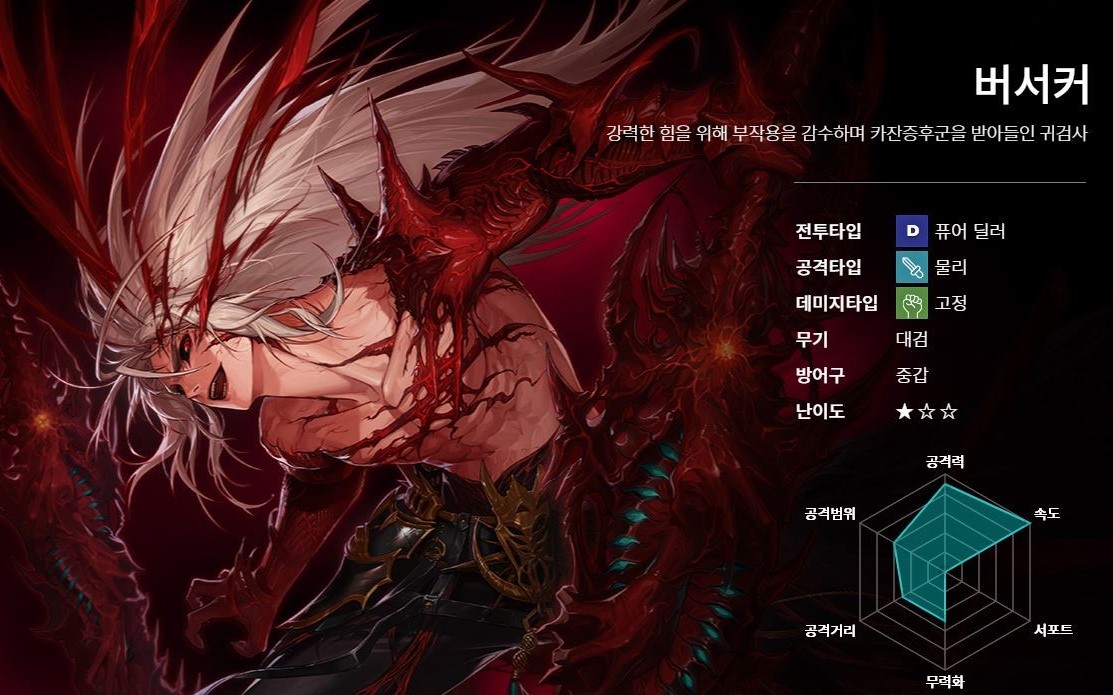 버서커
강력한 힘을 위해 부작용을 감수하며 카잔증후군을 받아들인 귀검사
전투타입 D 퓨어 딜러
공격타입 물리
데미지타입 고정
무기 대검
방어구 중갑
난이도 ★☆☆
공격력
공격범위 속도
공격거리 서포트
무력화